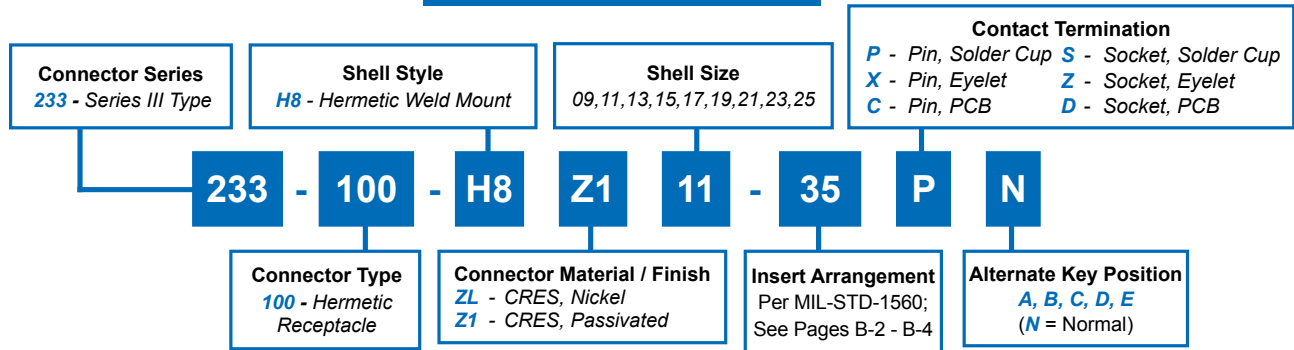 Connector Series
233 - Series III Type
Shell Style
H8 - Hermetic Weld Mount
Shell Size
09,11,13,15,17,19,21,23,25
Contact Termination
P - Pin, Solder Cup S - Socket, Solder Cup
X - Pin, Eyelet Z - Socket, Eyelet
C - Pin, PCB D - Socket, PCB
233 - 100 - H8 Z1 11 - 35 P N
Connector Type
100 - Hermetic
Receptacle
Connector Material / Finish
ZL - CRES, Nickel
Z1 - CRES, Passivated
Insert Arrangement
Per MIL-STD-1560;
See Pages B-2 - B-4
Alternate Key Position
A, B, C, D, E
(N = Normal)